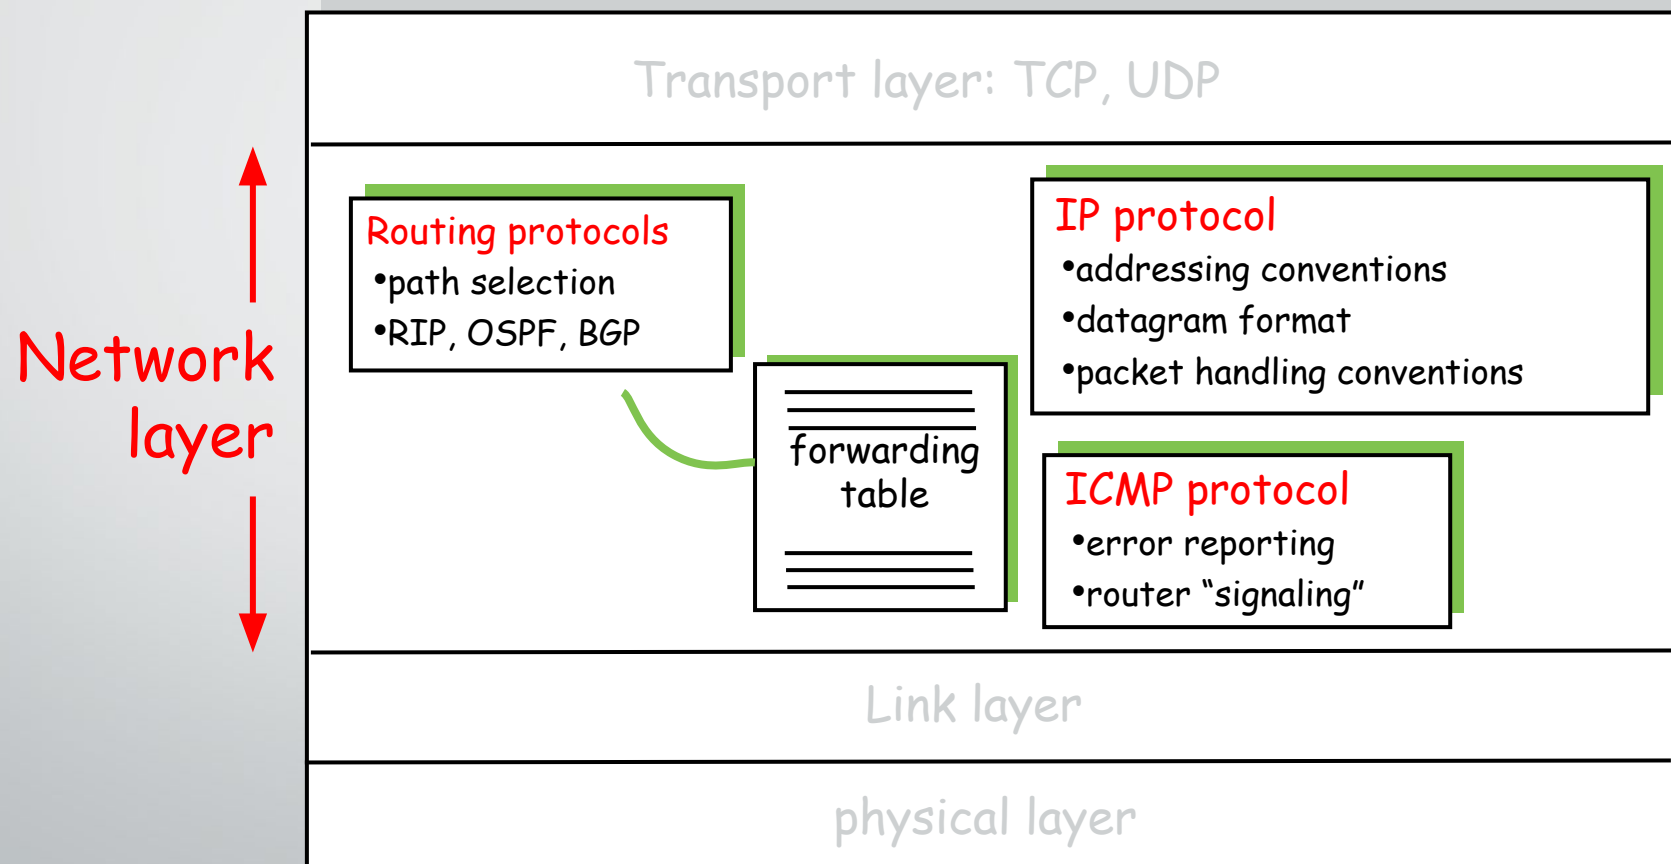 Transport layer: TCP, UDP
Network
layer
Routing protocols
•path selection
•RIP, OSPF, BGP
forwarding
table
IP protocol
•addressing conventions
•datagram format
•packet handling conventions
ICMP protocol
•error reporting
•router “signaling”
Link layer
physical layer